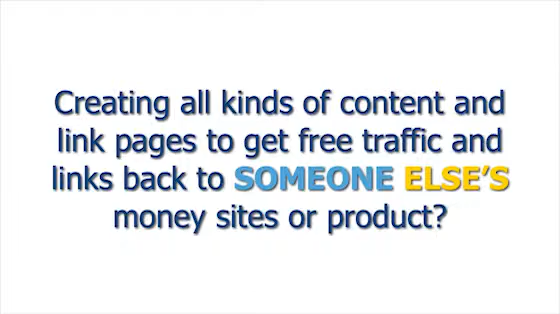 Creating all kinds of content and
link pages to get free traffic and
links back to SOMEONE ELSE'S
money sites or product?